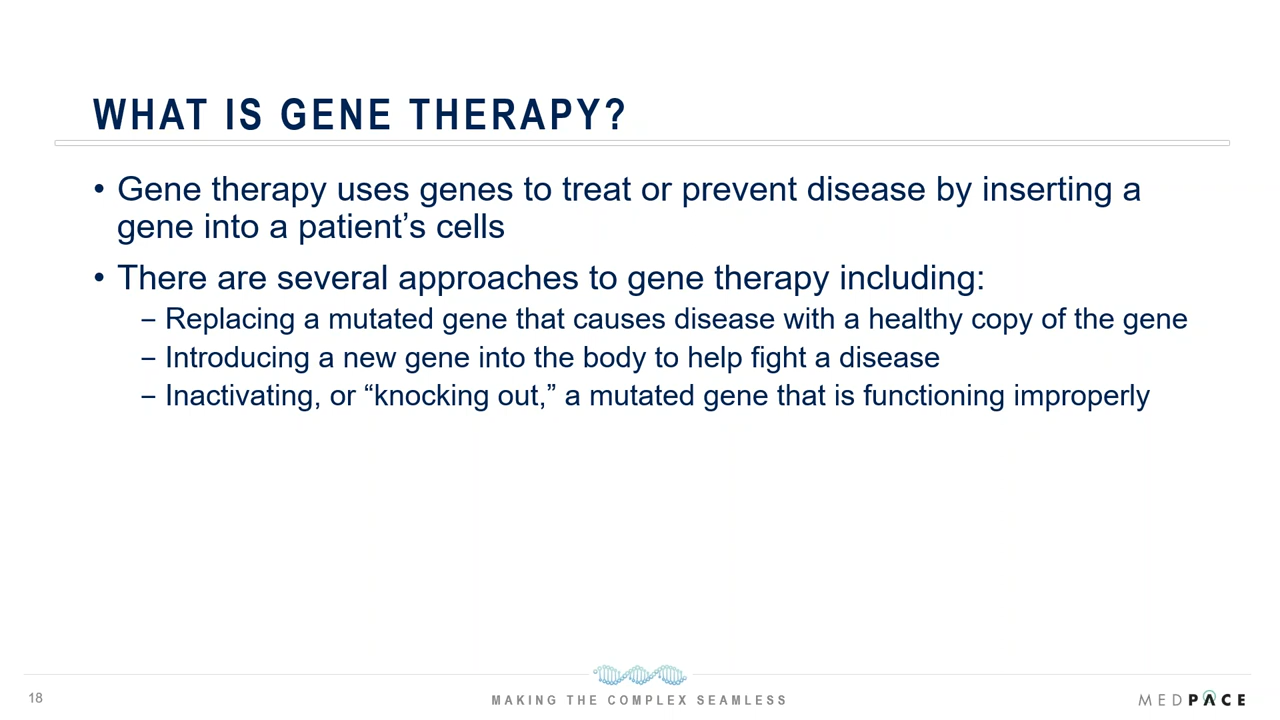 WHAT IS GENE THERAPY?
• Gene therapy uses genes to treat or prevent disease by inserting a
gene into a patient’s cells
• There are several approaches to gene therapy including:
– Replacing a mutated gene that causes disease with a healthy copy of the gene
– Introducing a new gene into the body to help fight a disease
– Inactivating, or “knocking out,” a mutated gene that is functioning improperly
18
MAKING THE COMPLEX SEAMLESS
MEDPACE